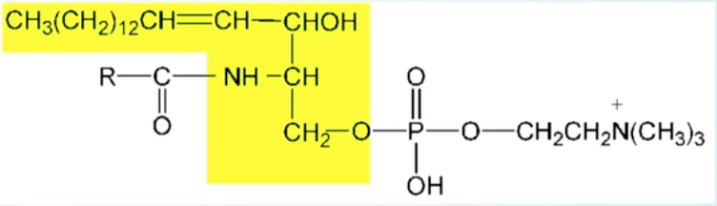 CH₃(CH₂)₁₂CH=CH—CHOH
R—C—NH—CH O
+
O CH₂—O—P—O—CH₂CH₂N(CH₃)₃
OH